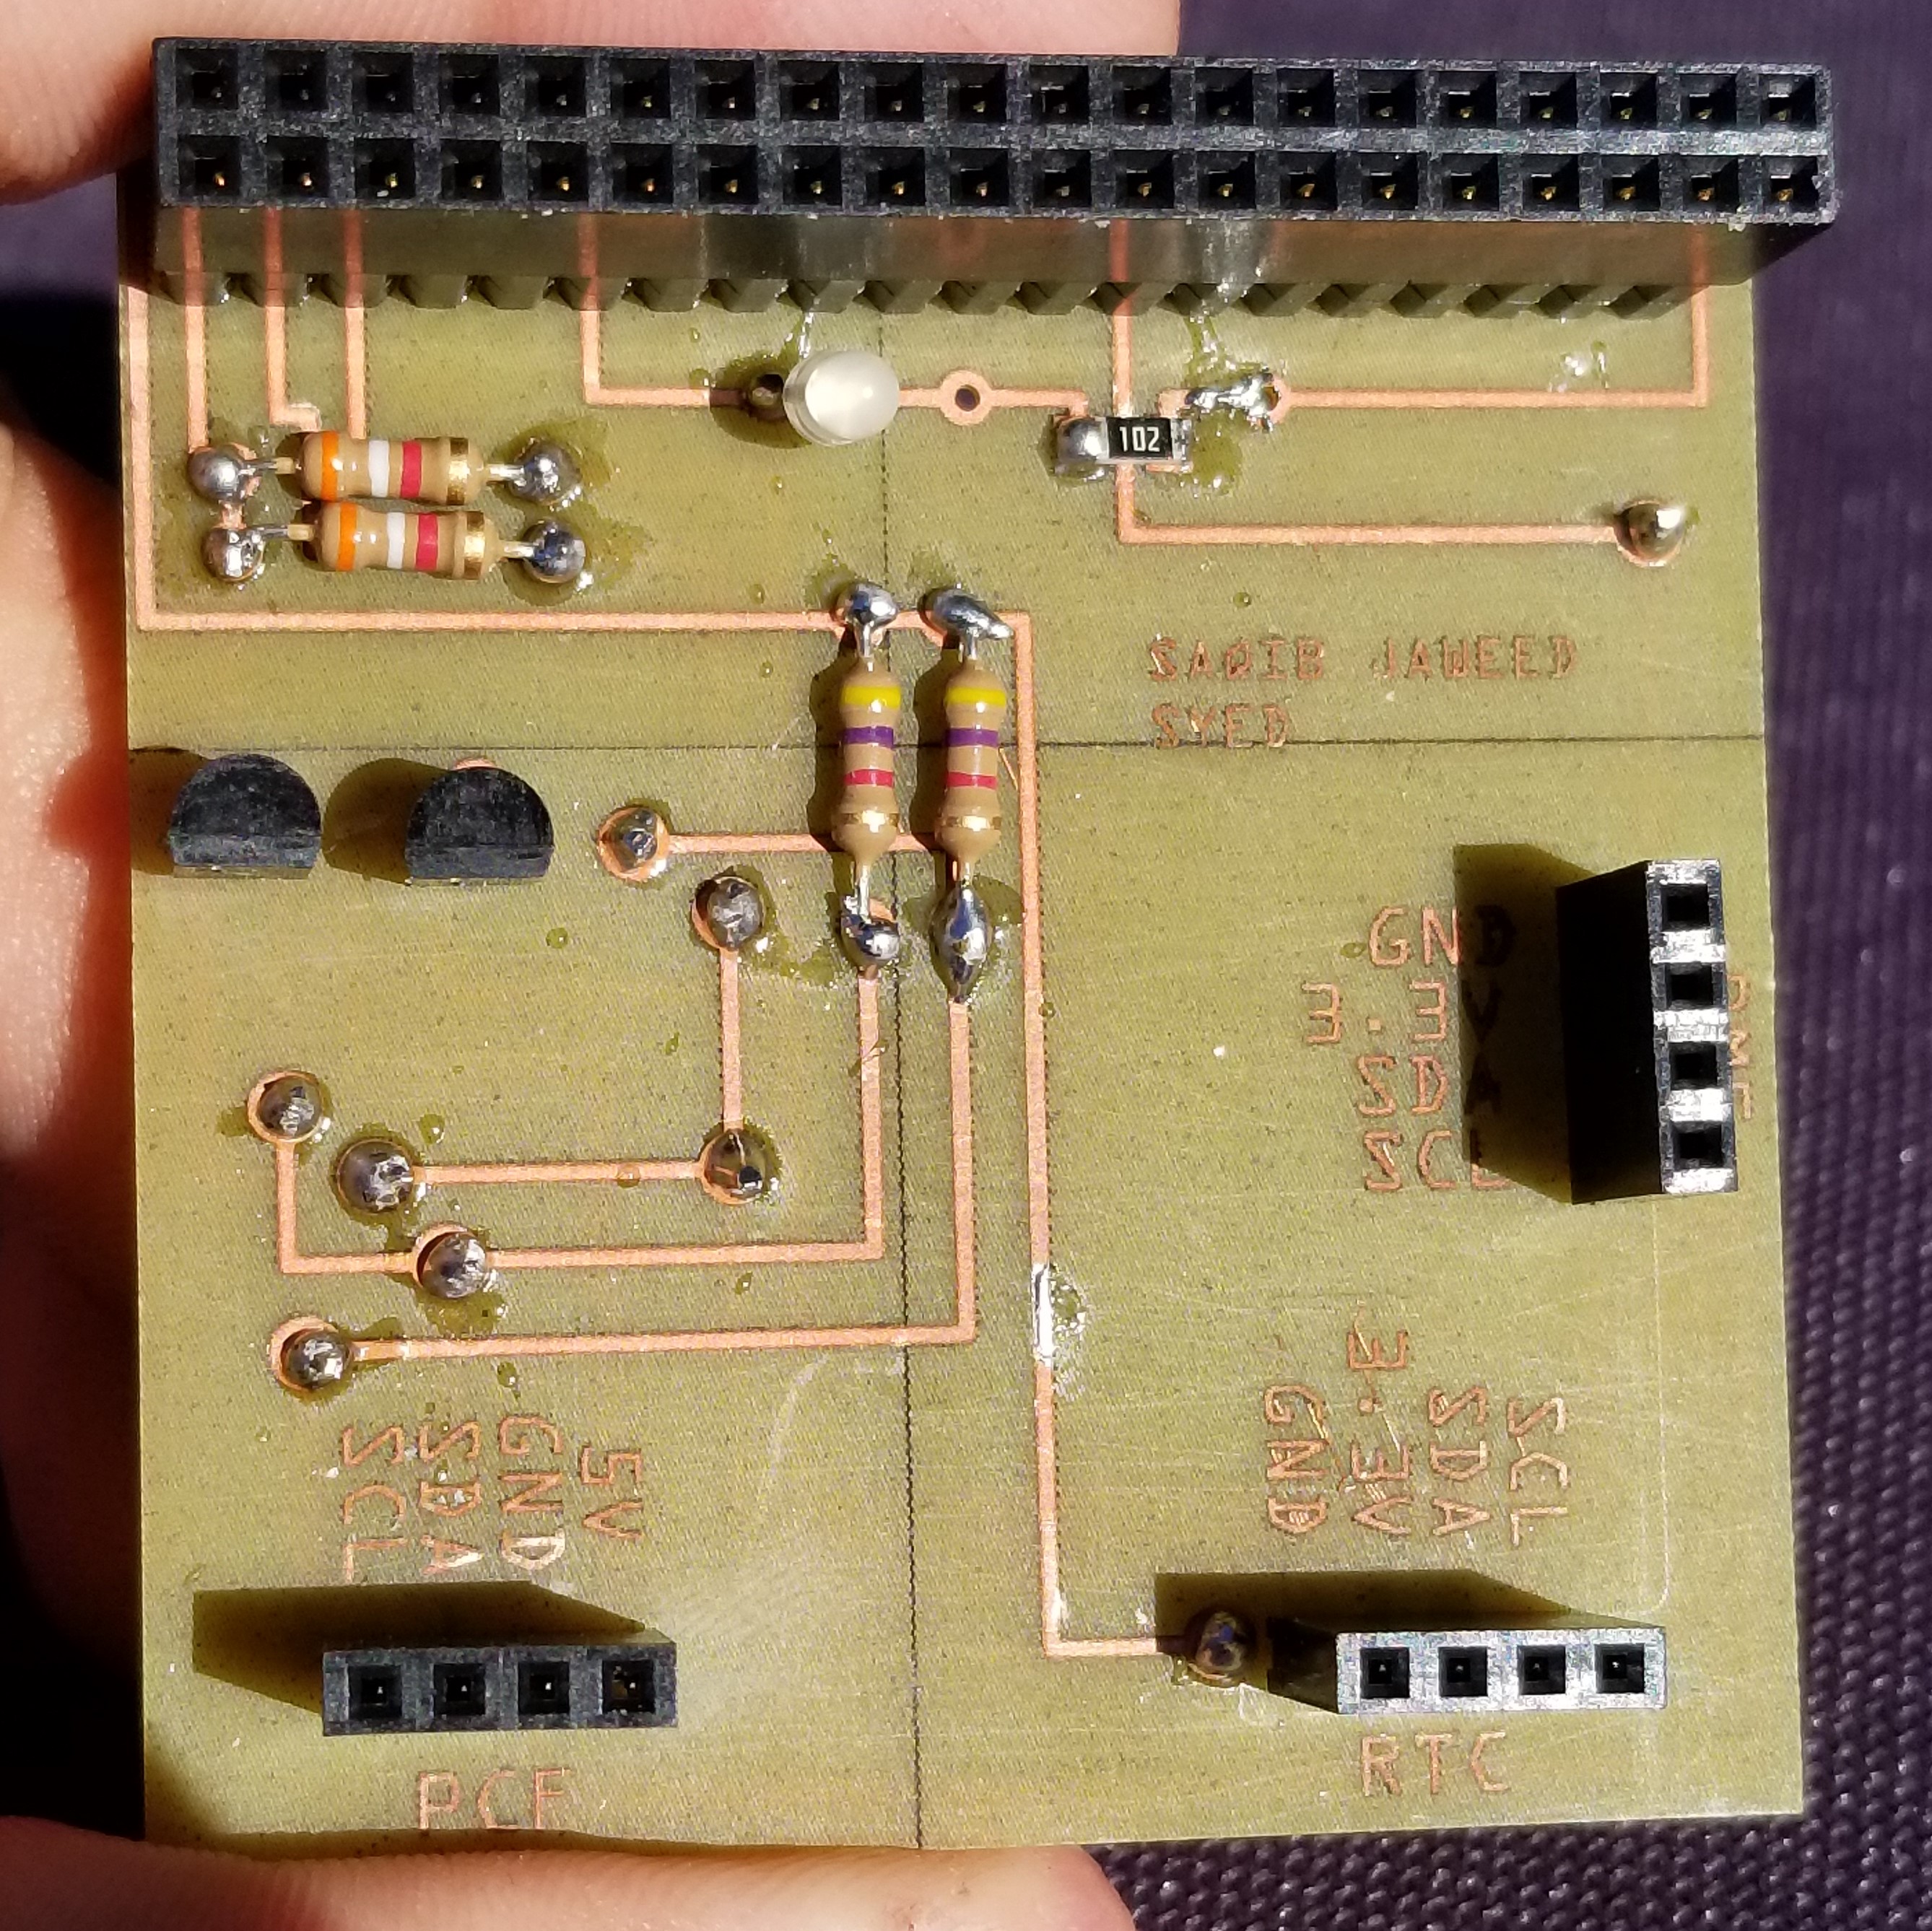 102
SAQIB JAWEED
SYED
GND
3.3V
SDA
SCL
SCL
SDA
GND
5V
GND
3.3V
SDA
SCL
PCF
RTC